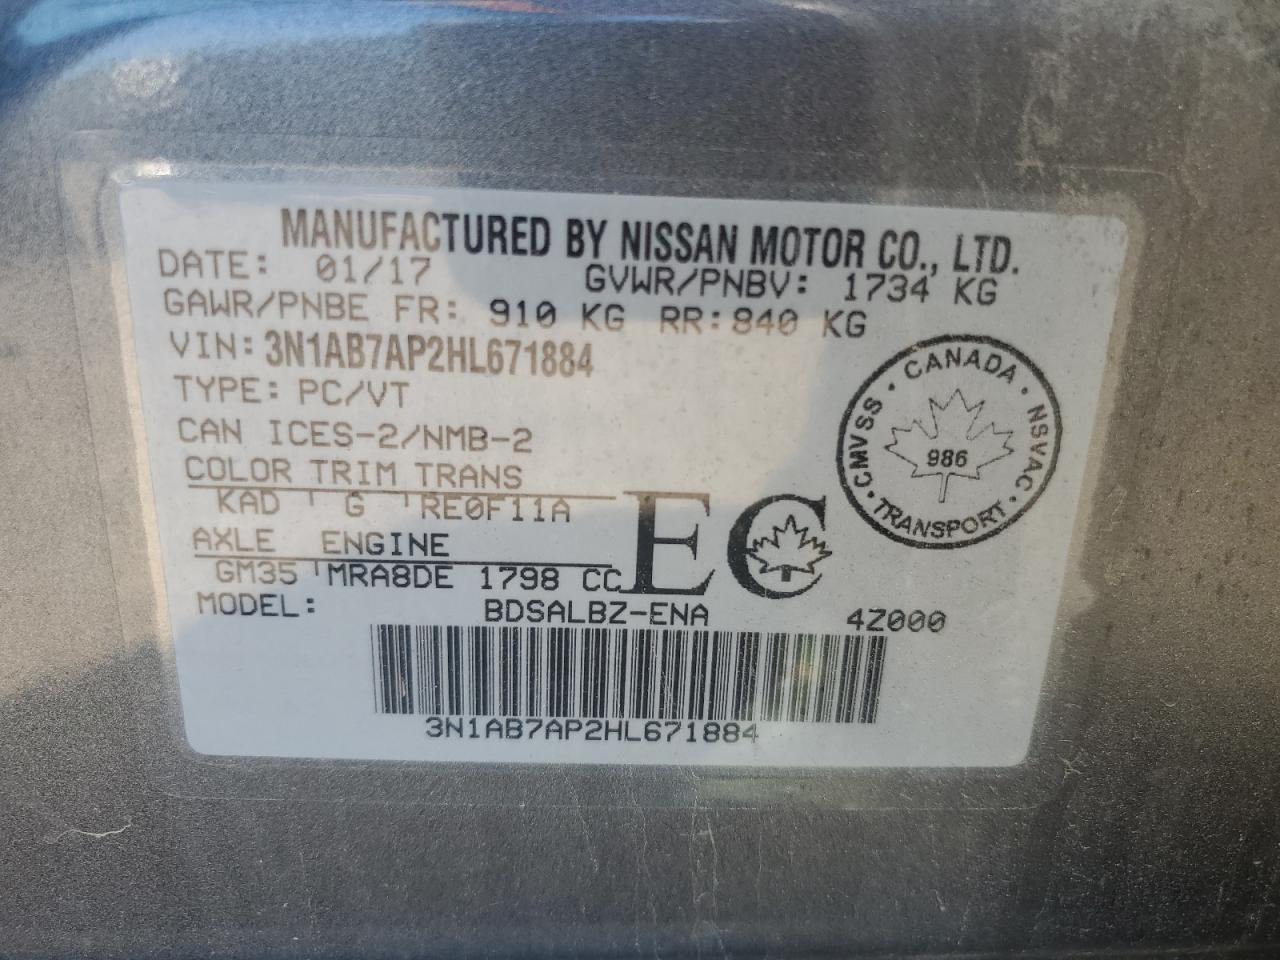 MANUFACTURED BY NISSAN MOTOR CO., LTD.
DATE: 01/17 GVWR/PNBV: 1734 KG
GAWR/PNBE FR: 910 KG RR: 840 KG
VIN: 3N1AB7AP2HL671884
TYPE: PC/VT
CAN ICES-2/NMB-2
COLOR TRIM TRANS
KAD G RE0F11A
AXLE ENGINE
GM35 MRA8DE 1798 CC
EC
CANADA · NSVAC · TRANSPORT · CMVSS ·
986
MODEL: BDSALBZ-ENA 4Z000
3N1AB7AP2HL671884